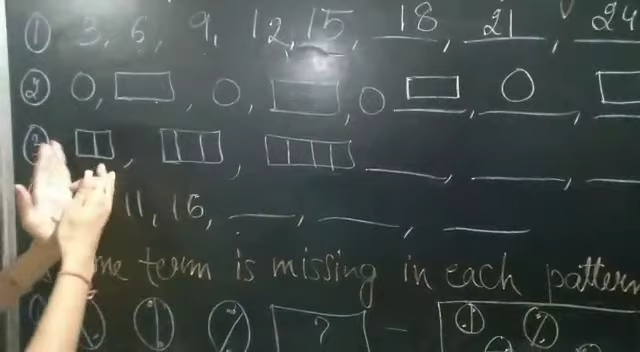 ① 3, 6, 9, 12, 15, 18, 21, 24
②
③
11, 16,
term is missing in each pattern
?